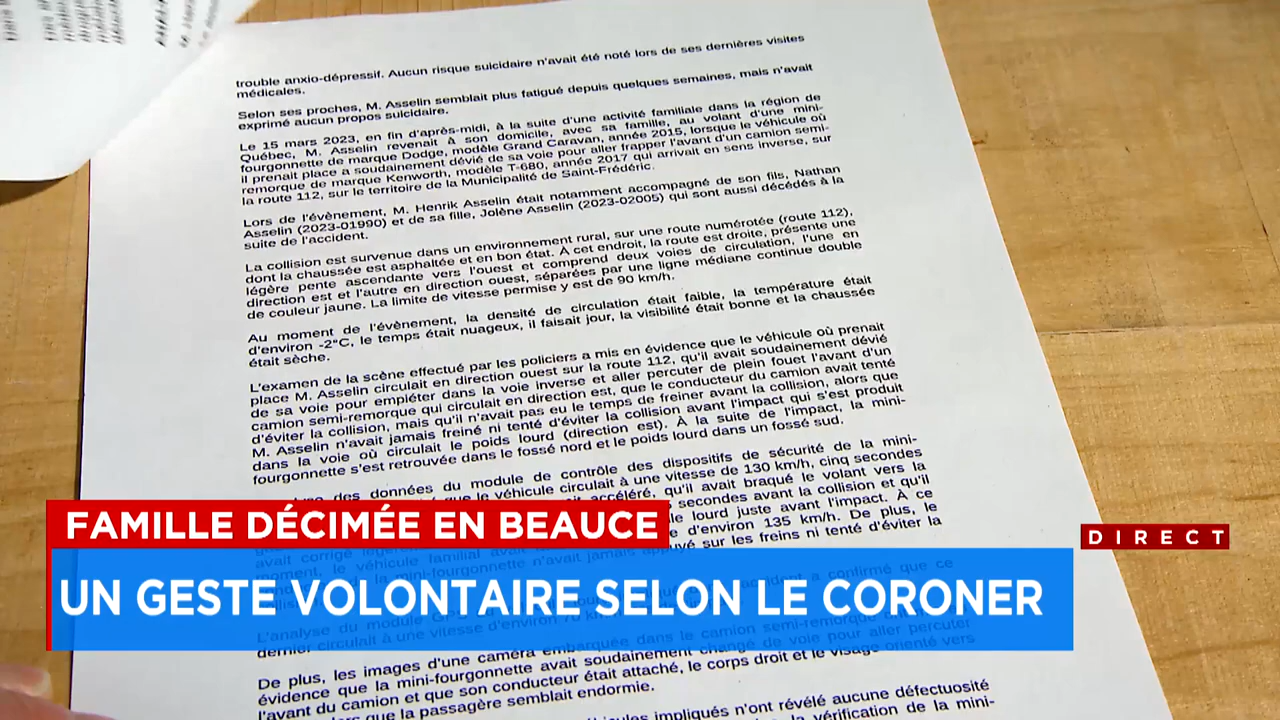 trouble anxio-dépressif. Aucun risque suicidaire n'avait été noté lors de ses dernières visites
médicales.
Selon ses proches, M. Asselin semblait plus fatigué depuis quelques semaines, mais n'avait
exprimé aucun propos suicidaire.
Le 15 mars 2023, en fin d'après-midi, à la suite d'une activité familiale dans la région de
Québec, M. Asselin revenait à son domicile, avec sa famille, au volant d'une mini-
fourgonnette de marque Dodge, modèle Grand Caravan, année 2015, lorsque le véhicule où
il prenait place a soudainement dévié de sa voie pour aller frapper l'avant d'un camion semi-
remorque de marque Kenworth, modèle T-680, année 2017 qui arrivait en sens inverse, sur
la route 112, sur le territoire de la Municipalité de Saint-Frédéric.
Lors de l'évènement, M. Henrik Asselin était notamment accompagné de son fils, Nathan
Asselin (2023-01990) et de sa fille, Jolène Asselin (2023-02005) qui sont aussi décédés à la
suite de l'accident.
La collision est survenue dans un environnement rural, sur une route numérotée (route 112),
dont la chaussée est asphaltée et en bon état. À cet endroit, la route est droite, présente une
légère pente ascendante vers l'ouest et comprend deux voies de circulation, l'une en
direction est et l'autre en direction ouest, séparées par une ligne médiane continue double
de couleur jaune. La limite de vitesse permise y est de 90 km/h.
Au moment de l'évènement, la densité de circulation était faible, la température était
d'environ -2°C, le temps était nuageux, il faisait jour, la visibilité était bonne et la chaussée
était sèche.
L'examen de la scène effectué par les policiers a mis en évidence que le véhicule où prenait
place M. Asselin circulait en direction ouest sur la route 112, qu'il avait soudainement dévié
de sa voie pour empiéter dans la voie inverse et aller percuter de plein fouet l'avant d'un
camion semi-remorque qui circulait en direction est, que le conducteur du camion avait tenté
d'éviter la collision, mais qu'il n'avait pas eu le temps de freiner avant la collision, alors que
M. Asselin n'avait jamais freiné ni tenté d'éviter la collision avant l'impact qui s'est produit
dans la voie où circulait le poids lourd (direction est). À la suite de l'impact, la mini-
fourgonnette s'est retrouvée dans le fossé nord et le poids lourd dans un fossé sud.
des données du module de contrôle des dispositifs de sécurité de la mini-
que le véhicule circulait à une vitesse de 130 km/h, cinq secondes
accéléré, qu'il avait braqué le volant vers la
secondes avant la collision et qu'il
lourd juste avant l'impact. À ce
d'environ 135 km/h. De plus, le
sur les freins ni tenté d'éviter la
FAMILLE DÉCIMÉE EN BEAUCE
DIRECT
UN GESTE VOLONTAIRE SELON LE CORONER
De plus, les images d'une caméra embarquée dans le camion semi-remorque
évidence que la mini-fourgonnette avait soudainement changé de voie pour aller percuter
l'avant du camion et que son conducteur était attaché, le corps droit et le visage orienté vers
que la passagère semblait endormie.
impliqués n'ont révélé aucune défectuosité
la vérification de la mini-